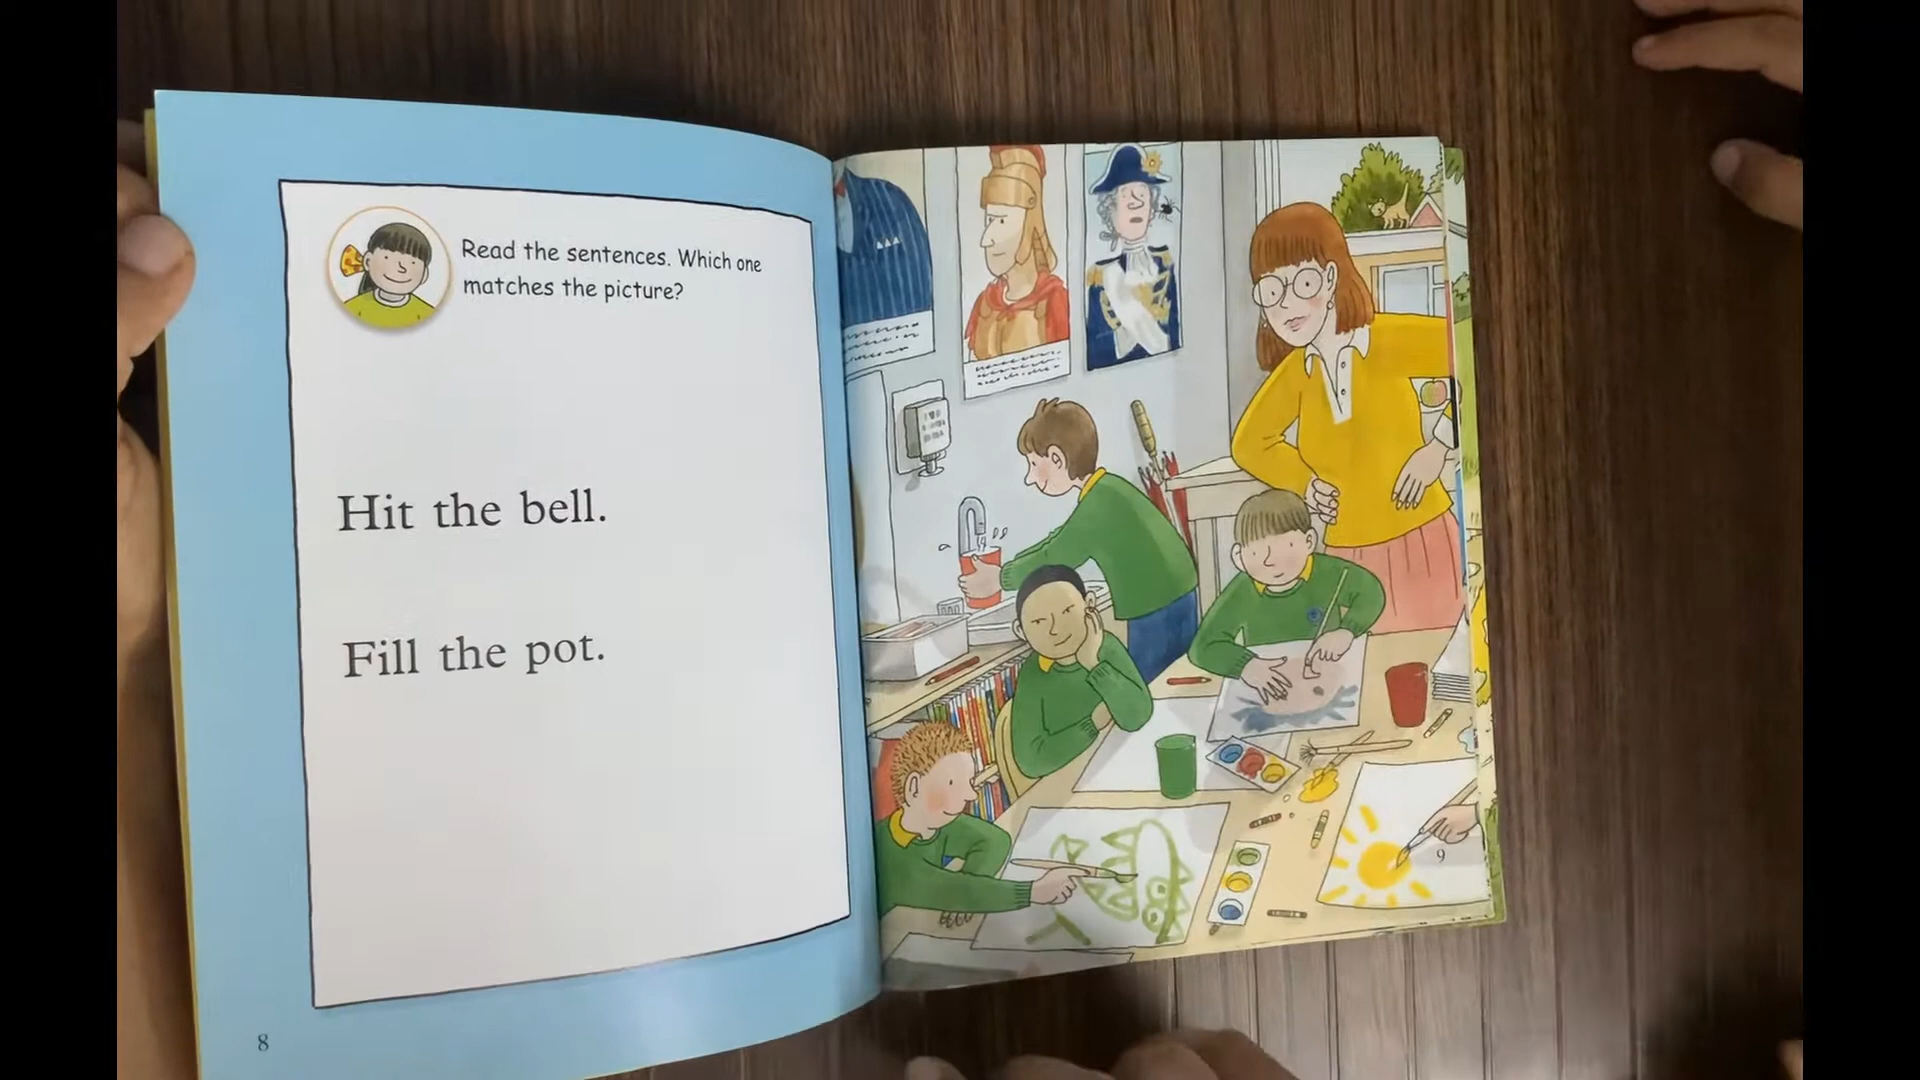 Read the sentences. Which one
matches the picture?
Hit the bell.
Fill the pot.
8
9